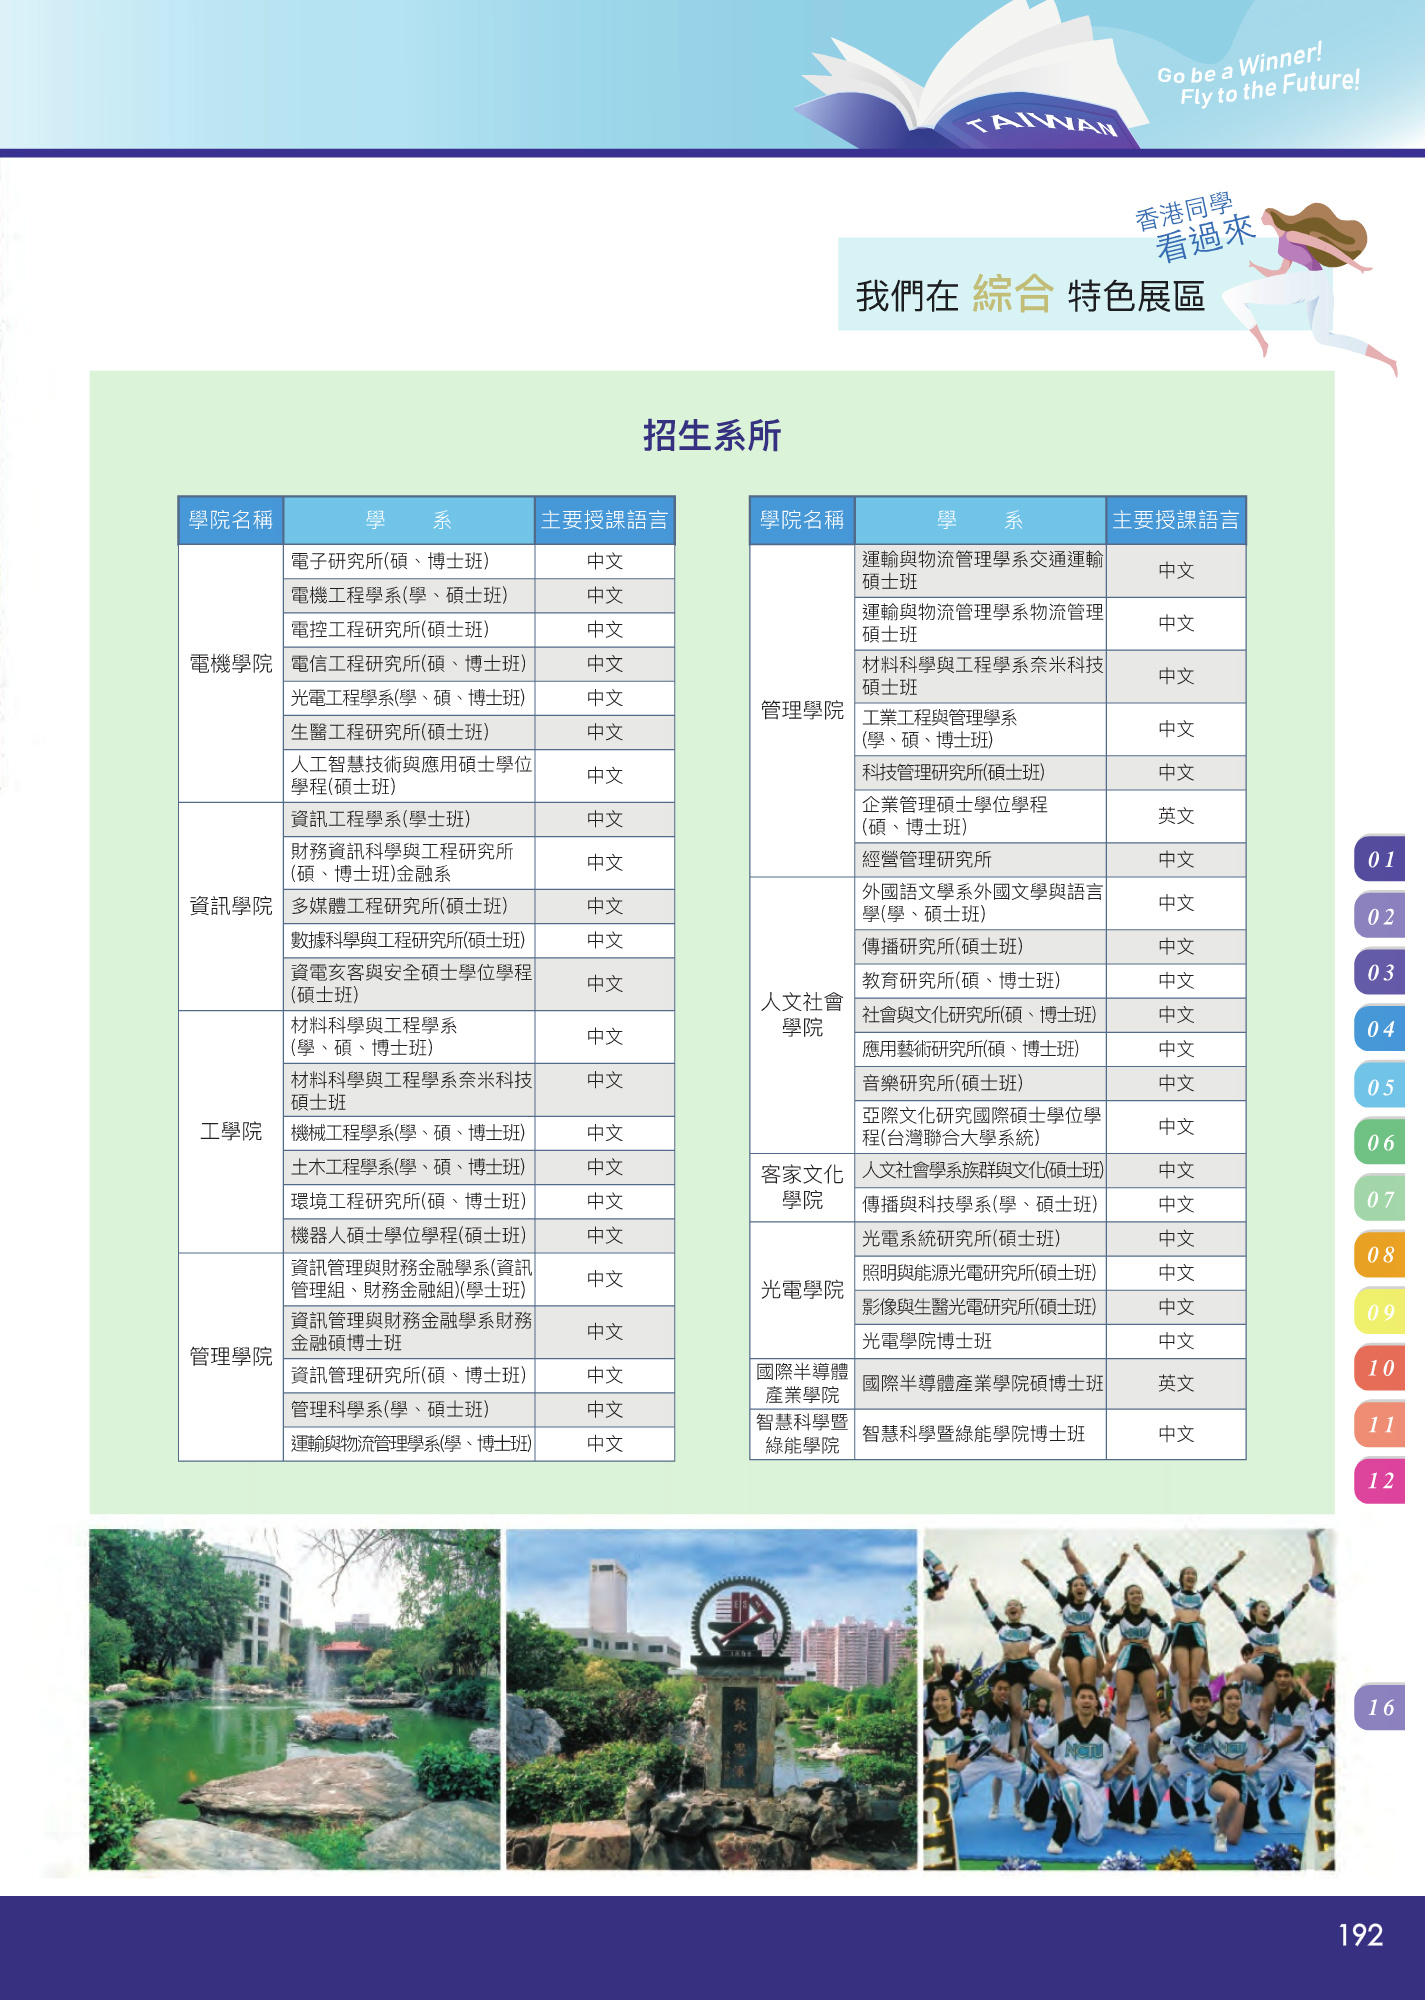 Go be a Winner!
Fly to the Future!
TAIWAN
香港同學
看過來
我們在 綜合 特色展區
招生系所
學院名稱 學 系 主要授課語言
電機學院
電子研究所(碩、博士班) 中文
電機工程學系(學、碩士班) 中文
電控工程研究所(碩士班) 中文
電信工程研究所(碩、博士班) 中文
光電工程學系(學、碩、博士班) 中文
生醫工程研究所(碩士班) 中文
人工智慧技術與應用碩士學位
學程(碩士班) 中文
資訊學院
資訊工程學系(學士班) 中文
財務資訊科學與工程研究所
(碩、博士班)金融系 中文
多媒體工程研究所(碩士班) 中文
數據科學與工程研究所(碩士班) 中文
資電亥客與安全碩士學位學程
(碩士班) 中文
工學院
材料科學與工程學系
(學、碩、博士班) 中文
材料科學與工程學系奈米科技 中文
碩士班
機械工程學系(學、碩、博士班) 中文
土木工程學系(學、碩、博士班) 中文
環境工程研究所(碩、博士班) 中文
機器人碩士學位學程(碩士班) 中文
管理學院
資訊管理與財務金融學系(資訊
管理組、財務金融組)(學士班) 中文
資訊管理與財務金融學系財務
金融碩博士班 中文
資訊管理研究所(碩、博士班) 中文
管理科學系(學、碩士班) 中文
運輸與物流管理學系(學、博士班) 中文
學院名稱 學 系 主要授課語言
管理學院
運輸與物流管理學系交通運輸
碩士班 中文
運輸與物流管理學系物流管理
碩士班 中文
材料科學與工程學系奈米科技
碩士班 中文
工業工程與管理學系
(學、碩、博士班) 中文
科技管理研究所(碩士班) 中文
企業管理碩士學位學程
(碩、博士班) 英文
經營管理研究所 中文
人文社會
學院
外國語文學系外國文學與語言
學(學、碩士班) 中文
傳播研究所(碩士班) 中文
教育研究所(碩、博士班) 中文
社會與文化研究所(碩、博士班) 中文
應用藝術研究所(碩、博士班) 中文
音樂研究所(碩士班) 中文
亞際文化研究國際碩士學位學
程(台灣聯合大學系統) 中文
客家文化
學院
人文社會學系族群與文化(碩士班) 中文
傳播與科技學系(學、碩士班) 中文
光電學院
光電系統研究所(碩士班) 中文
照明與能源光電研究所(碩士班) 中文
影像與生醫光電研究所(碩士班) 中文
光電學院博士班 中文
國際半導體
產業學院
國際半導體產業學院碩博士班 英文
智慧科學暨
綠能學院
智慧科學暨綠能學院博士班 中文
01
02
03
04
05
06
07
08
09
10
11
12
16
飲水思源
NCTU
192